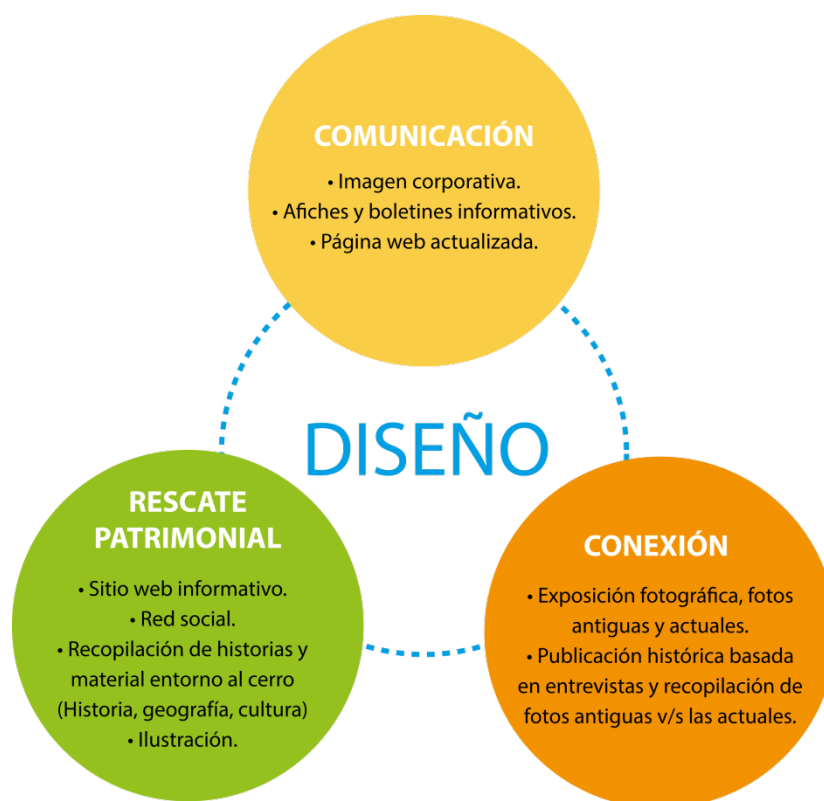 COMUNICACIÓN
• Imagen corporativa.
• Afiches y boletines informativos.
• Página web actualizada.
DISEÑO
RESCATE
PATRIMONIAL
• Sitio web informativo.
• Red social.
• Recopilación de historias y
material entorno al cerro
(Historia, geografía, cultura)
• Ilustración.
CONEXIÓN
• Exposición fotográfica, fotos
antiguas y actuales.
• Publicación histórica basada
en entrevistas y recopilación de
fotos antiguas v/s las actuales.